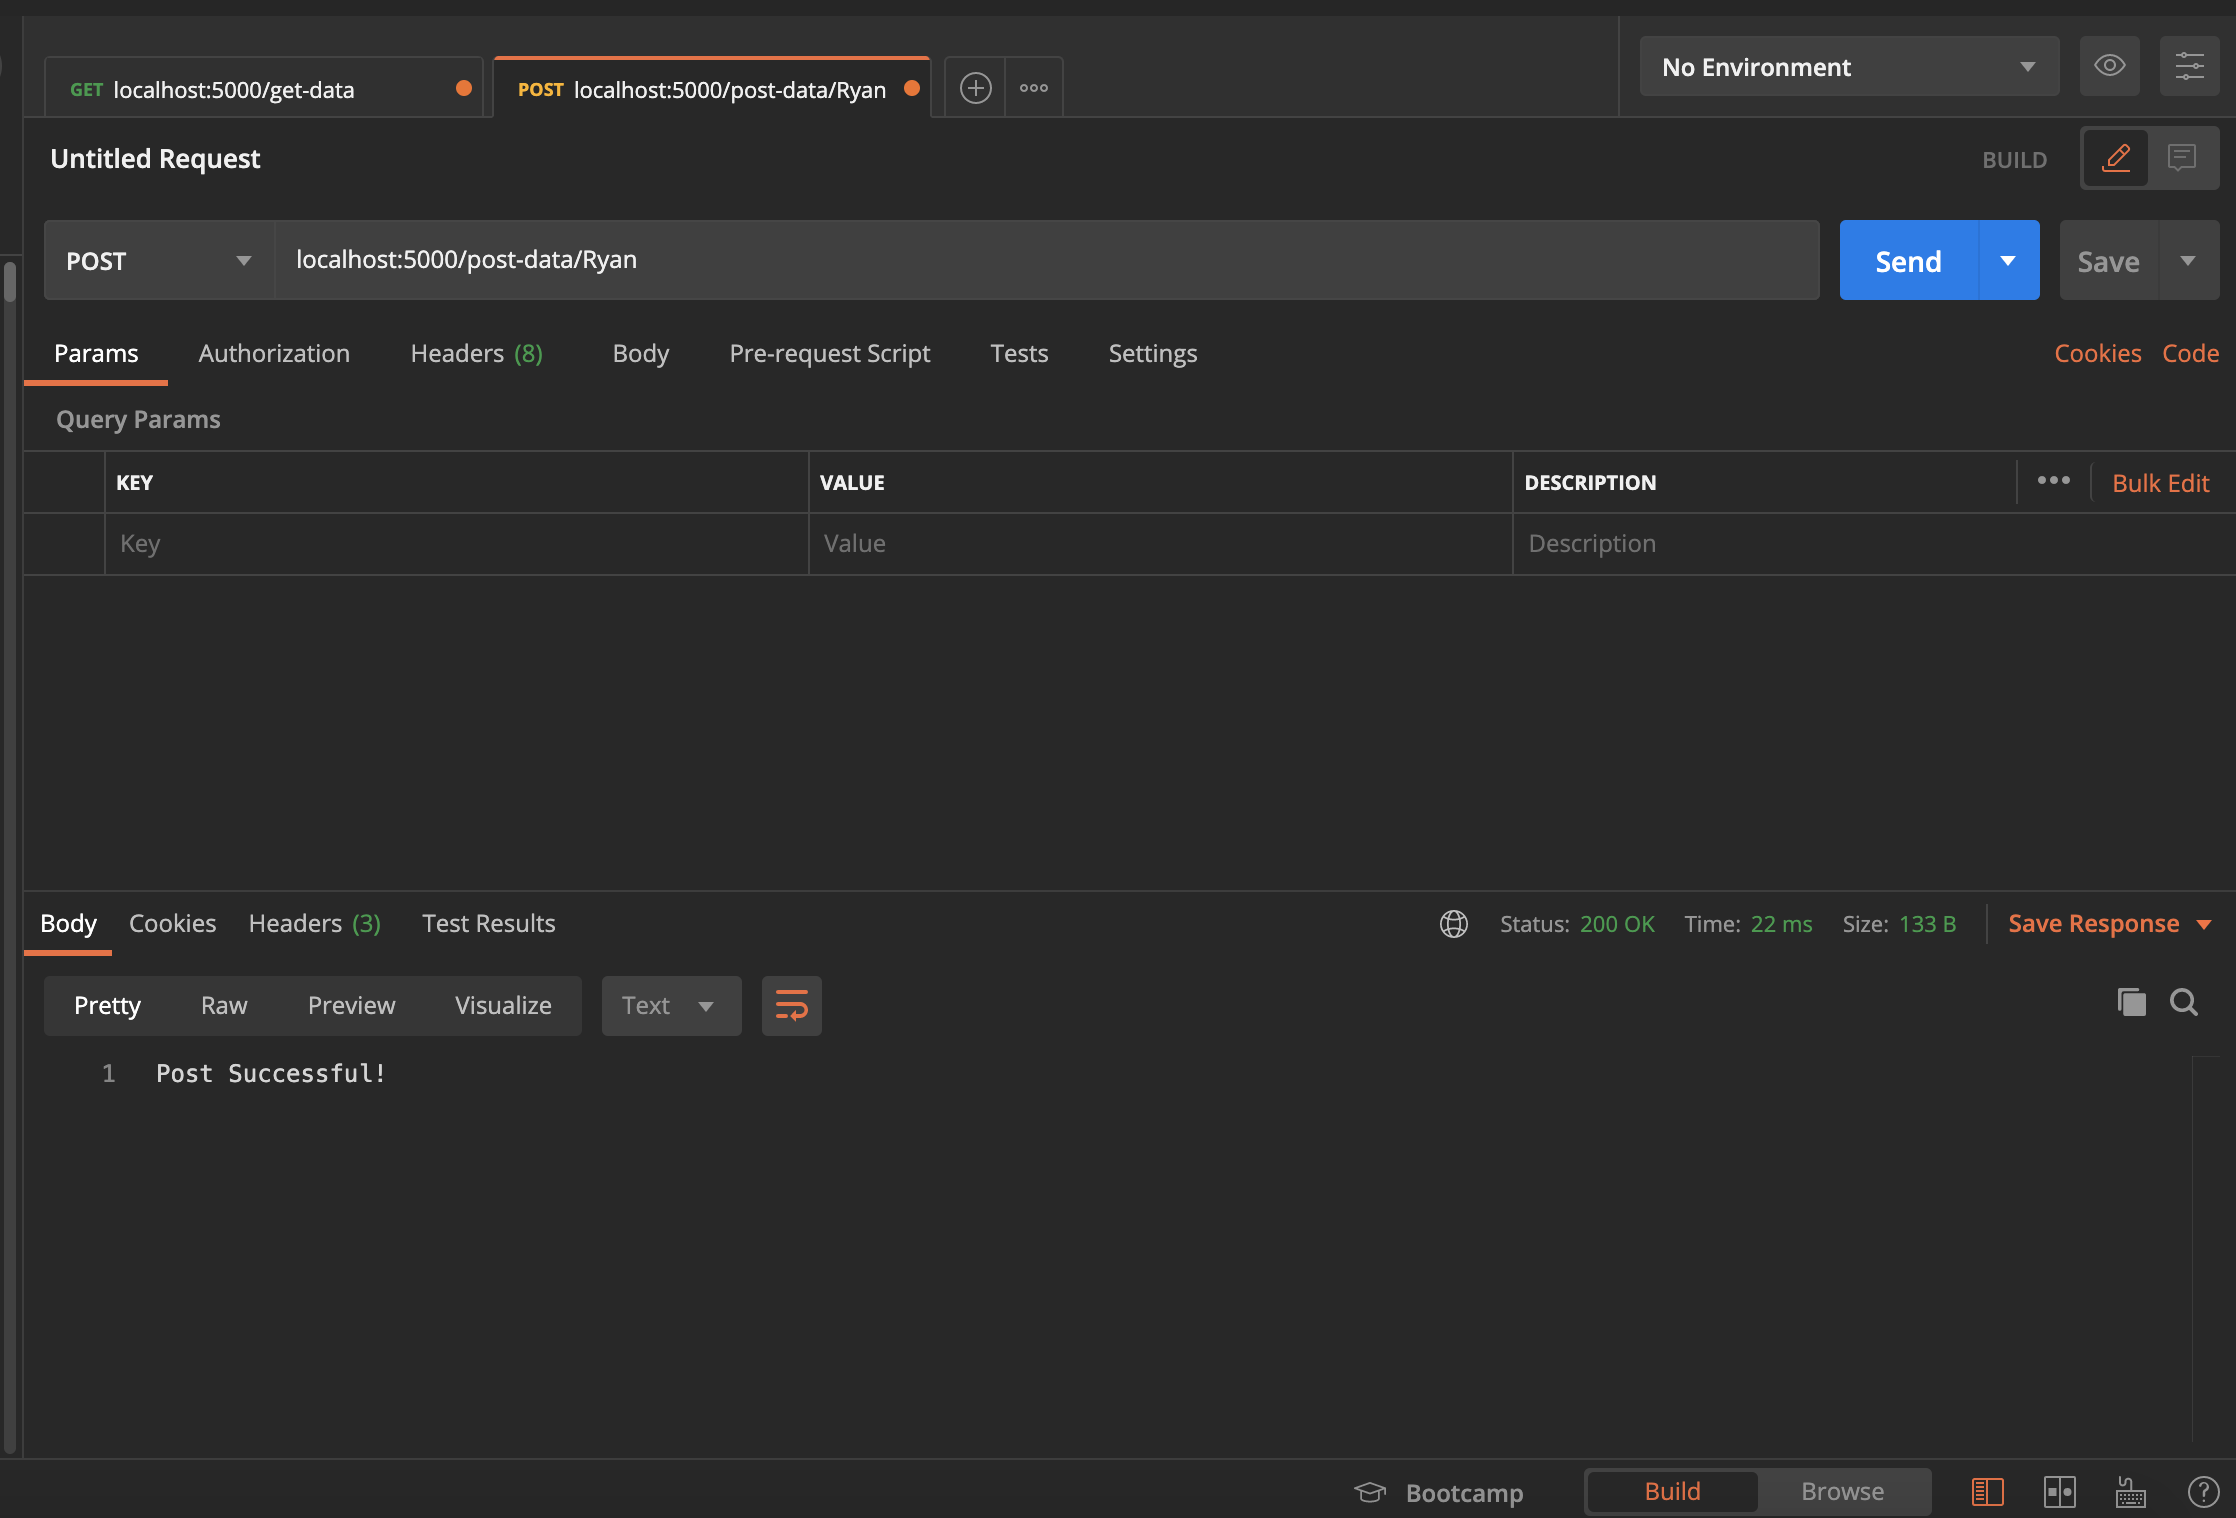 GET localhost:5000/get-data
POST localhost:5000/post-data/Ryan
No Environment
Untitled Request
BUILD
POST
localhost:5000/post-data/Ryan
Send
Save
Params Authorization Headers (8) Body Pre-request Script Tests Settings Cookies Code
Query Params
KEY VALUE DESCRIPTION Bulk Edit
Key Value Description
Body Cookies Headers (3) Test Results Status: 200 OK Time: 22 ms Size: 133 B Save Response
Pretty Raw Preview Visualize Text
1 Post Successful!
Bootcamp Build Browse